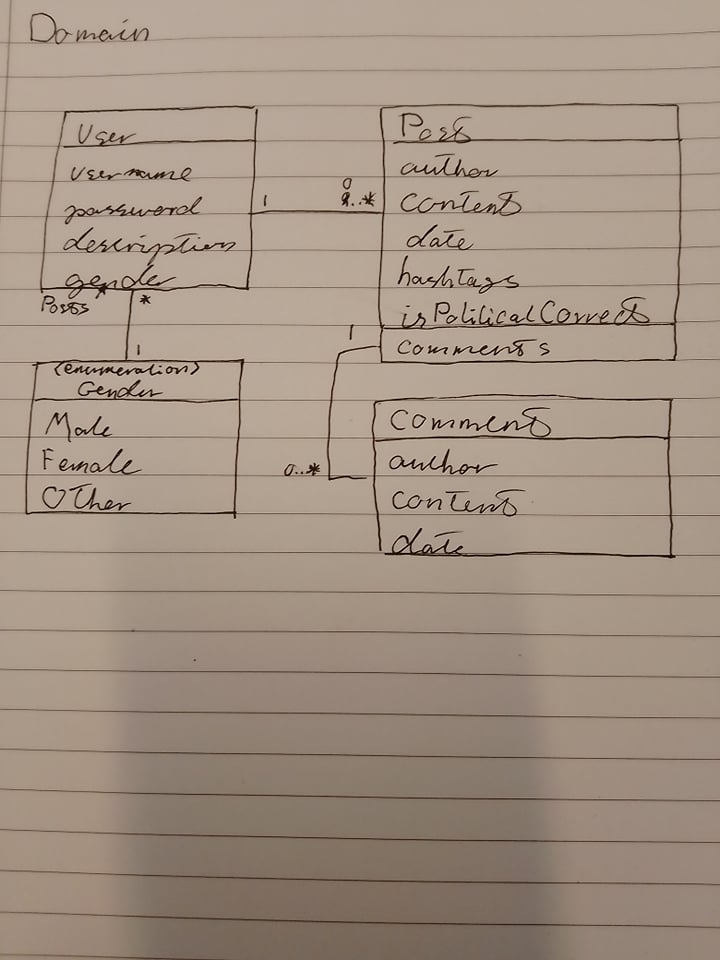 Domain
User
username
password
description
gender
Posts
*
1
<enumeration>
Gender
Male
Female
Other
1
0
..*
Post
author
content
date
hashtags
isPoliticalCorrect
comments
1
0..*
Comment
author
content
date